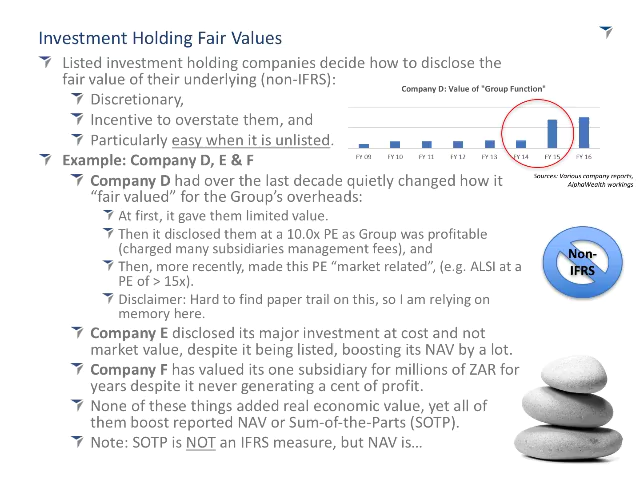 Investment Holding Fair Values
Listed investment holding companies decide how to disclose the
fair value of their underlying (non-IFRS):
Discretionary,
Incentive to overstate them, and
Particularly easy when it is unlisted.
Company D: Value of "Group Function"
FY 09 FY 10 FY 11 FY 12 FY 13 FY 14 FY 15 FY 16
Sources: Various company reports,
AlphaWealth workings
Example: Company D, E & F
Company D had over the last decade quietly changed how it
“fair valued” for the Group’s overheads:
At first, it gave them limited value.
Then it disclosed them at a 10.0x PE as Group was profitable
(charged many subsidiaries management fees), and
Then, more recently, made this PE “market related”, (e.g. ALSI at a
PE of > 15x).
Disclaimer: Hard to find paper trail on this, so I am relying on
memory here.
Non-
IFRS
Company E disclosed its major investment at cost and not
market value, despite it being listed, boosting its NAV by a lot.
Company F has valued its one subsidiary for millions of ZAR for
years despite it never generating a cent of profit.
None of these things added real economic value, yet all of
them boost reported NAV or Sum-of-the-Parts (SOTP).
Note: SOTP is NOT an IFRS measure, but NAV is…